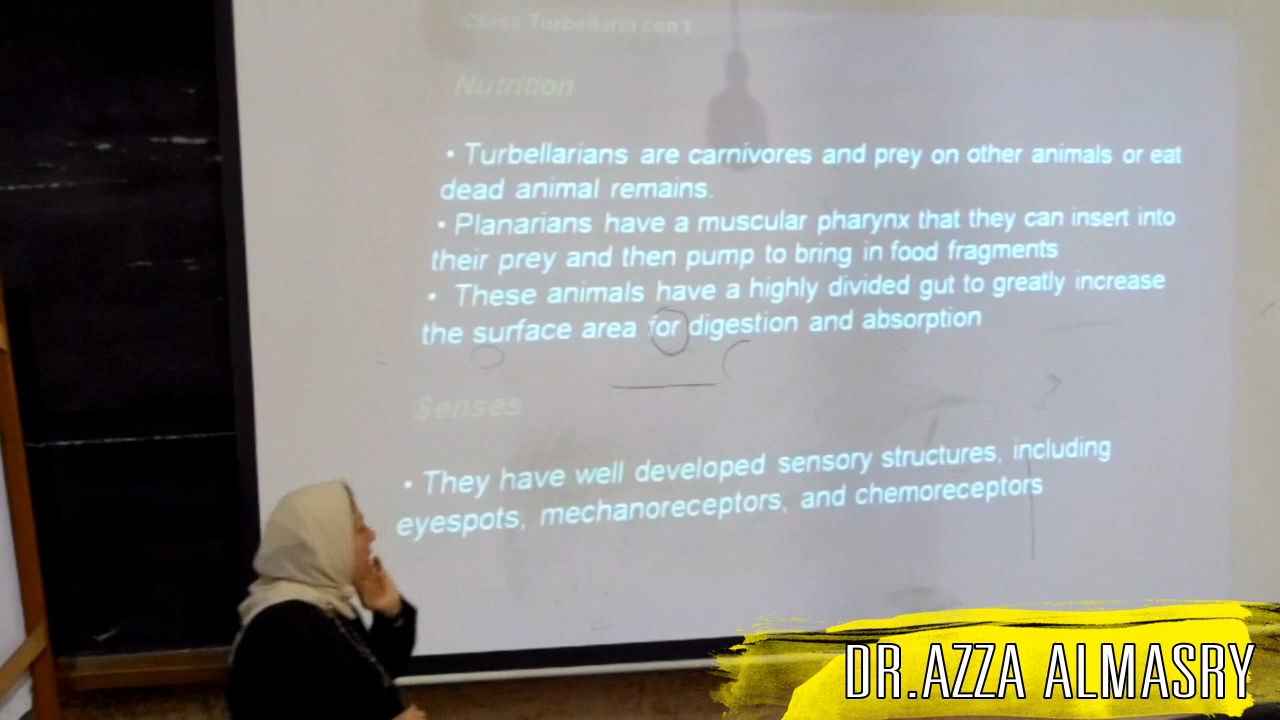 Class Turbellaria con't
Nutrition
• Turbellarians are carnivores and prey on other animals or eat
dead animal remains.
• Planarians have a muscular pharynx that they can insert into
their prey and then pump to bring in food fragments
• These animals have a highly divided gut to greatly increase
the surface area for digestion and absorption
Senses
• They have well developed sensory structures, including
eyespots, mechanoreceptors, and chemoreceptors
DR.AZZA ALMASRY